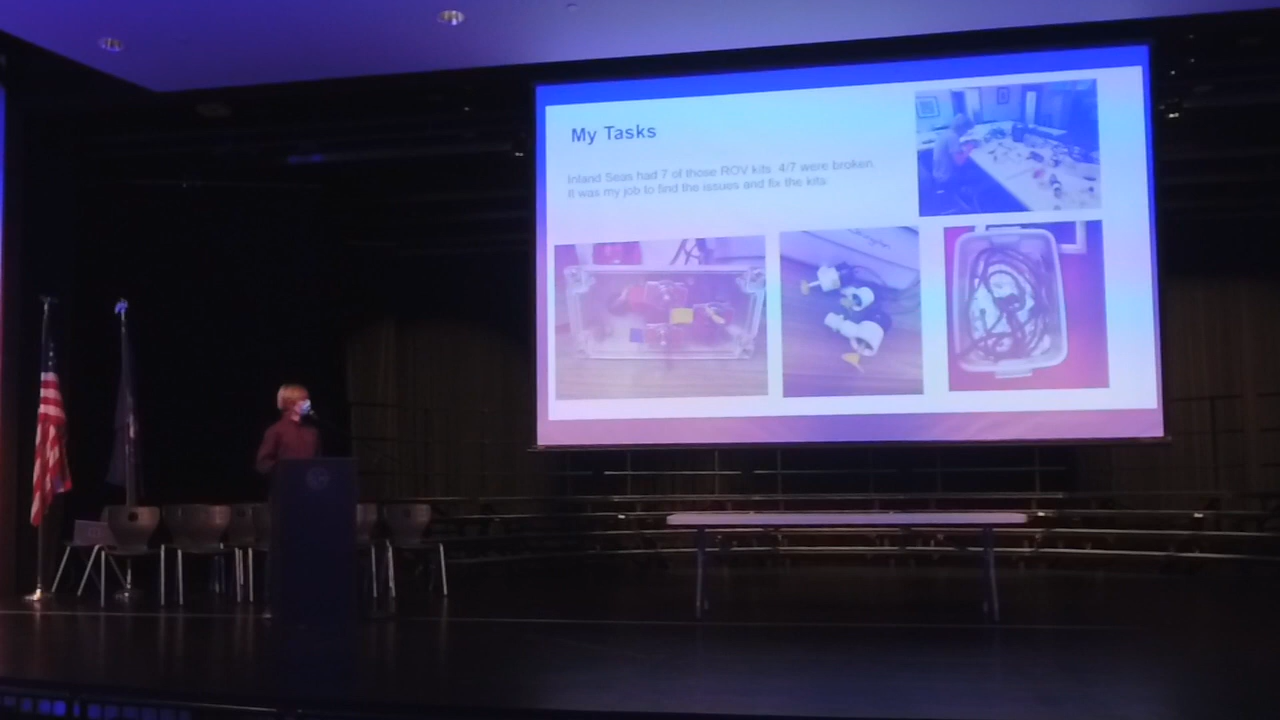 My Tasks
Inland Seas had 7 of those ROV kits. 4/7 were broken.
It was my job to find the issues and fix the kits.